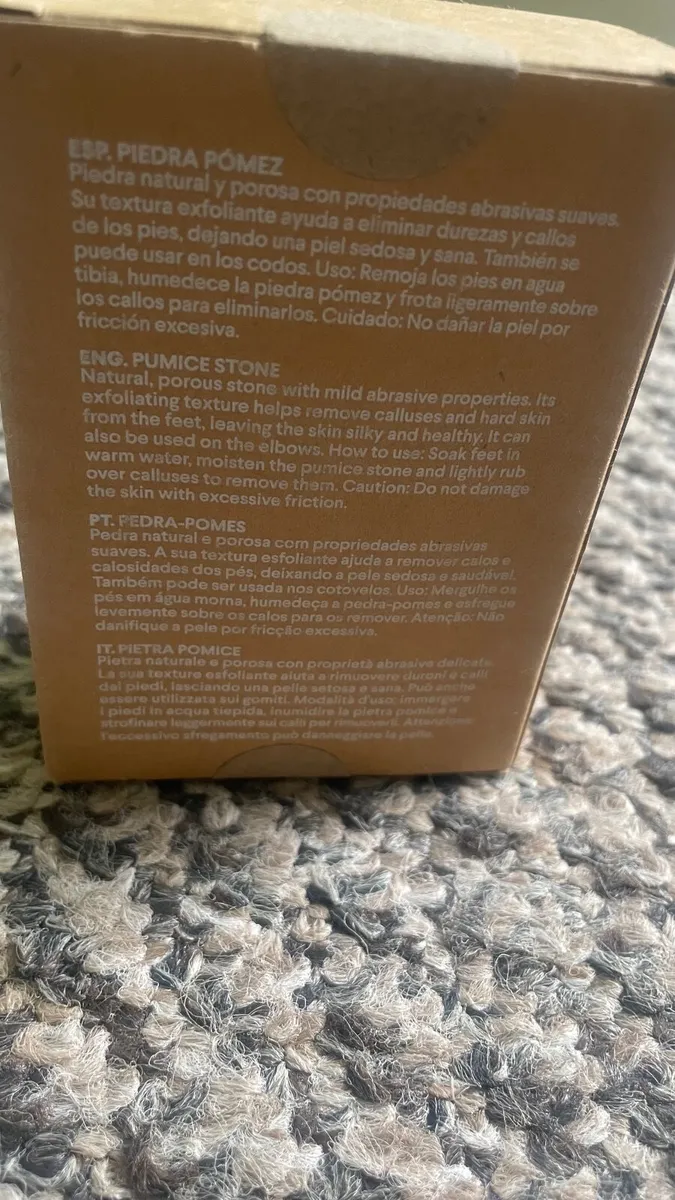 ESP. PIEDRA PÓMEZ
Piedra natural y porosa con propiedades abrasivas suaves.
Su textura exfoliante ayuda a eliminar durezas y callos
de los pies, dejando una piel sedosa y sana. También se
puede usar en los codos. Uso: Remoja los pies en agua
tibia, humedece la piedra pómez y frota ligeramente sobre
los callos para eliminarlos. Cuidado: No dañar la piel por
fricción excesiva.
ENG. PUMICE STONE
Natural, porous stone with mild abrasive properties. Its
exfoliating texture helps remove calluses and hard skin
from the feet, leaving the skin silky and healthy. It can
also be used on the elbows. How to use: Soak feet in
warm water, moisten the pumice stone and lightly rub
over calluses to remove them. Caution: Do not damage
the skin with excessive friction.
PT. PEDRA-POMES
Pedra natural e porosa com propriedades abrasivas
suaves. A sua textura esfoliante ajuda a remover calos e
calosidades dos pés, deixando a pele sedosa e saudável.
Também pode ser usada nos cotovelos. Uso: Mergulhe os
pés em água morna, humedeça a pedra-pomes e esfregue
levemente sobre os calos para os remover. Atenção: Não
danifique a pele por fricção excessiva.
IT. PIETRA POMICE
Pietra naturale e porosa con proprietà abrasive delicate.
La sua texture esfoliante aiuta a rimuovere duroni e calli
dai piedi, lasciando una pelle setosa e sana. Può anche
essere utilizzata sui gomiti. Modalità d'uso: immergere
i piedi in acqua tiepida, inumidire la pietra pomice e
strofinare leggermente sui calli per rimuoverli. Attenzione:
l'eccessivo sfregamento può danneggiare la pelle.